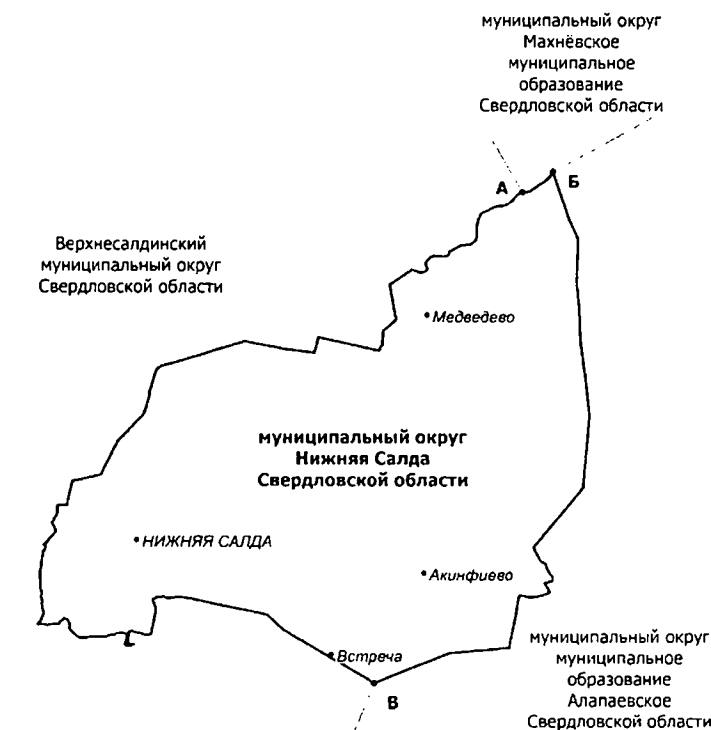 муниципальный округ
Махнёвское
муниципальное
образование
Свердловской области
А
Б
Верхнесалдинский
муниципальный округ
Свердловской области
Медведево
муниципальный округ
Нижняя Салда
Свердловской области
НИЖНЯЯ САЛДА
Акинфиево
Встреча
В
муниципальный округ
муниципальное
образование
Алапаевское
Свердловской области